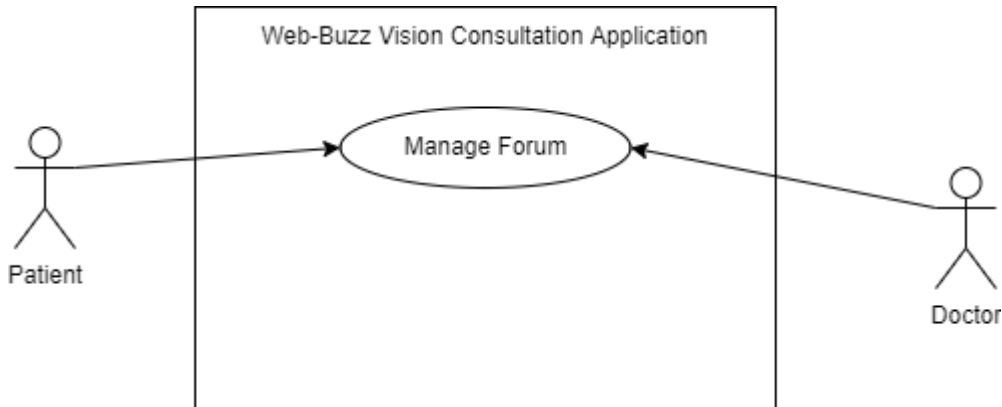 Web-Buzz Vision Consultation Application
Manage Forum
Patient
Doctor